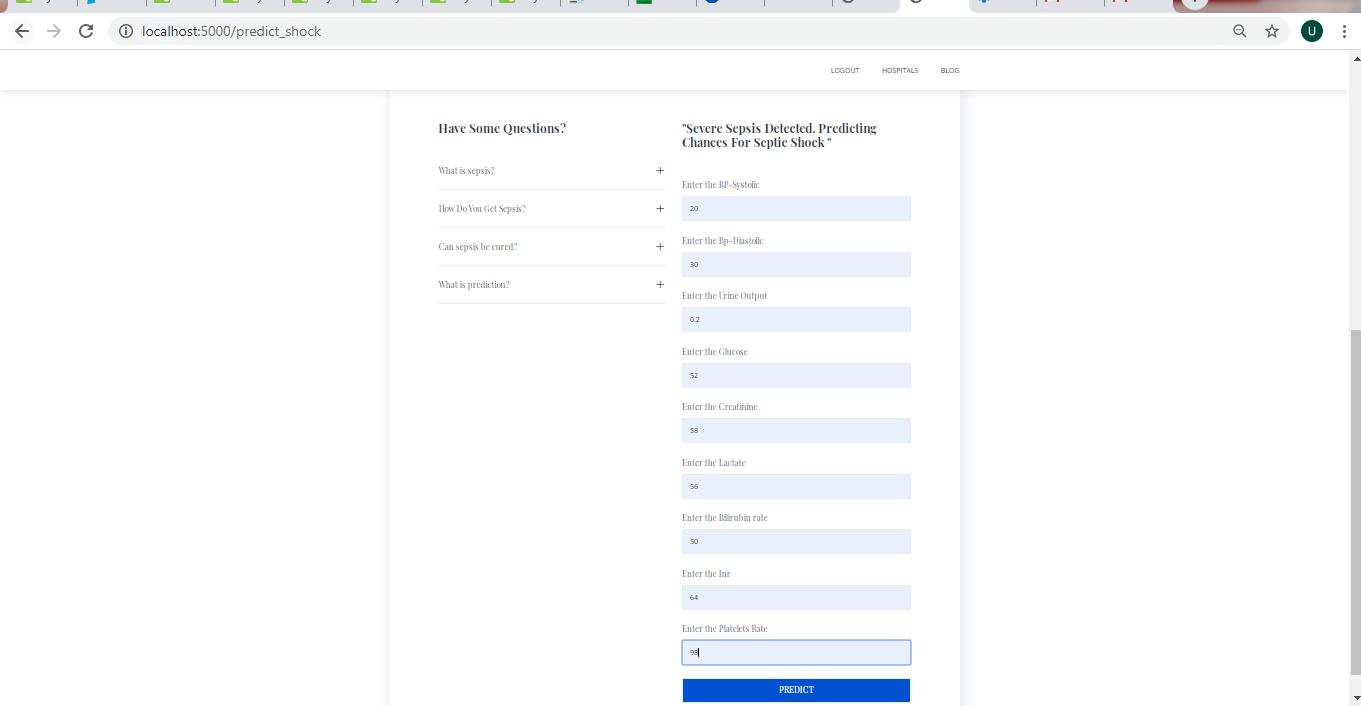 localhost:5000/predict_shock
U
LOGOUT HOSPITALS BLOG
Have Some Questions?
What is sepsis? +
How Do You Get Sepsis? +
Can sepsis be cured? +
What is prediction? +
"Severe Sepsis Detected, Predicting
Chances For Septic Shock "
Enter the BP-Systolic
20
Enter the Bp-Diastolic
30
Enter the Urine Output
0.2
Enter the Glucose
52
Enter the Creatinine
58
Enter the Lactate
56
Enter the Bilirubin rate
50
Enter the Inr
64
Enter the Platelets Rate
98
PREDICT